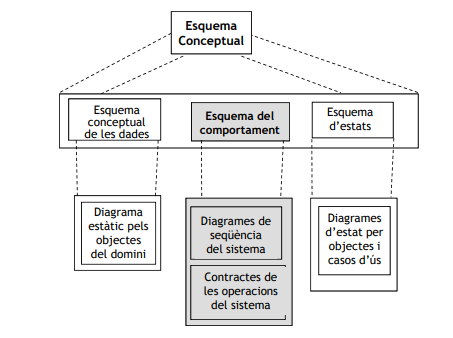 Esquema
Conceptual
Esquema
conceptual
de les dades
Esquema del
comportament
Esquema
d'estats
Diagrama
estàtic pels
objectes
del domini
Diagrames de
seqüència
del sistema
Contractes de
les operacions
del sistema
Diagrames
d'estat per
objectes i
casos d'ús